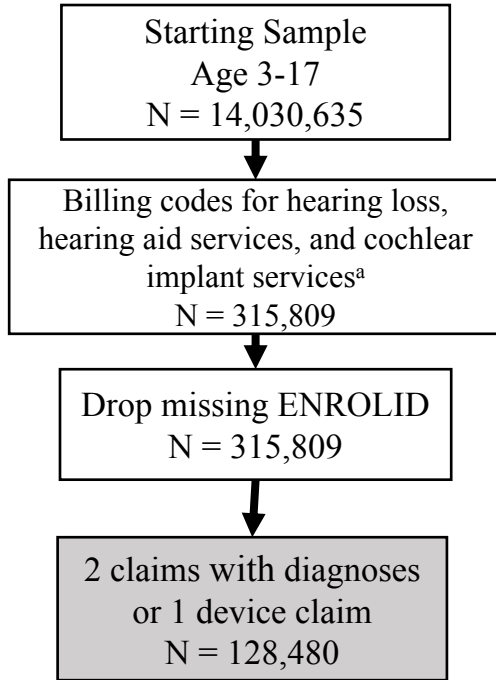 Starting Sample
Age 3-17
N = 14,030,635
Billing codes for hearing loss,
hearing aid services, and cochlear
implant servicesᵃ
N = 315,809
Drop missing ENROLID
N = 315,809
2 claims with diagnoses
or 1 device claim
N = 128,480